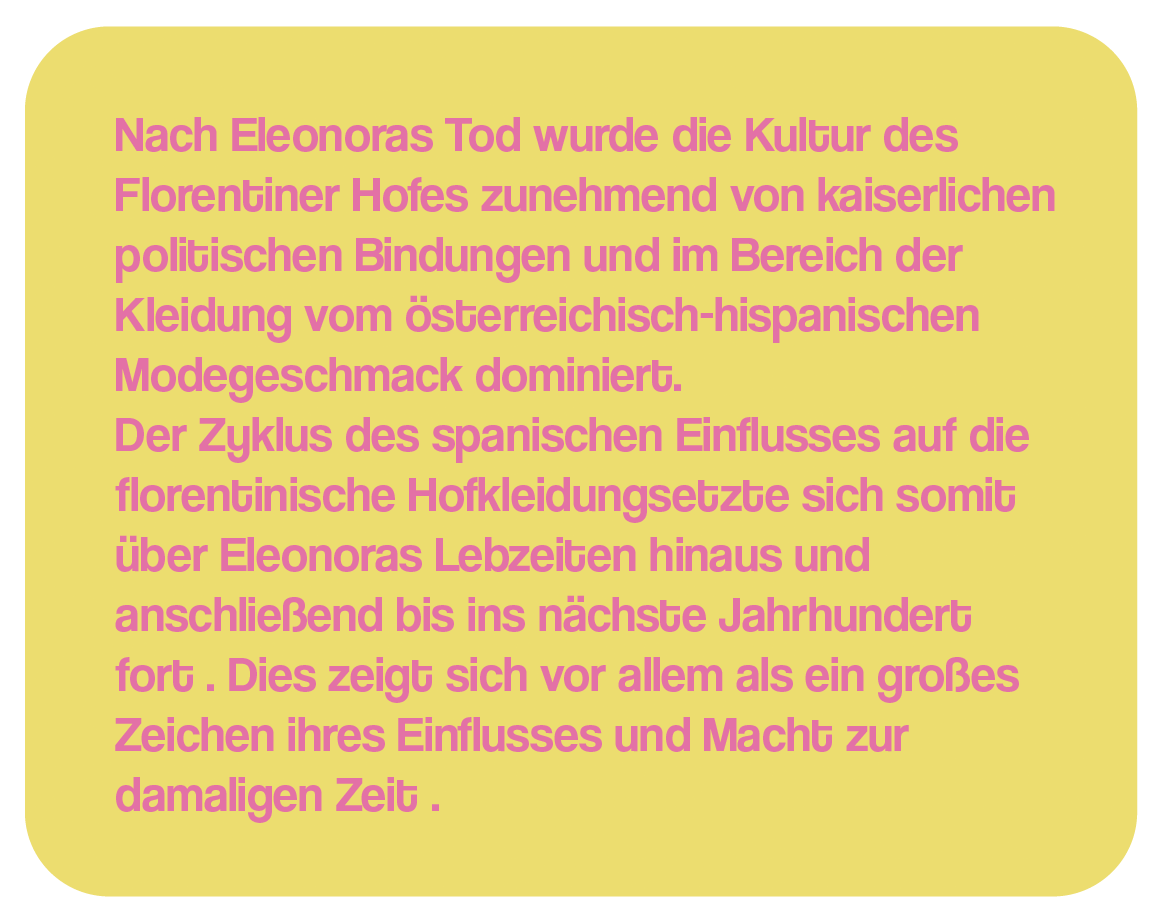 Nach Eleonoras Tod wurde die Kultur des
Florentiner Hofes zunehmend von kaiserlichen
politischen Bindungen und im Bereich der
Kleidung vom österreichisch-hispanischen
Modegeschmack dominiert.
Der Zyklus des spanischen Einflusses auf die
florentinische Hofkleidungsetzte sich somit
über Eleonoras Lebzeiten hinaus und
anschließend bis ins nächste Jahrhundert
fort . Dies zeigt sich vor allem als ein großes
Zeichen ihres Einflusses und Macht zur
damaligen Zeit .